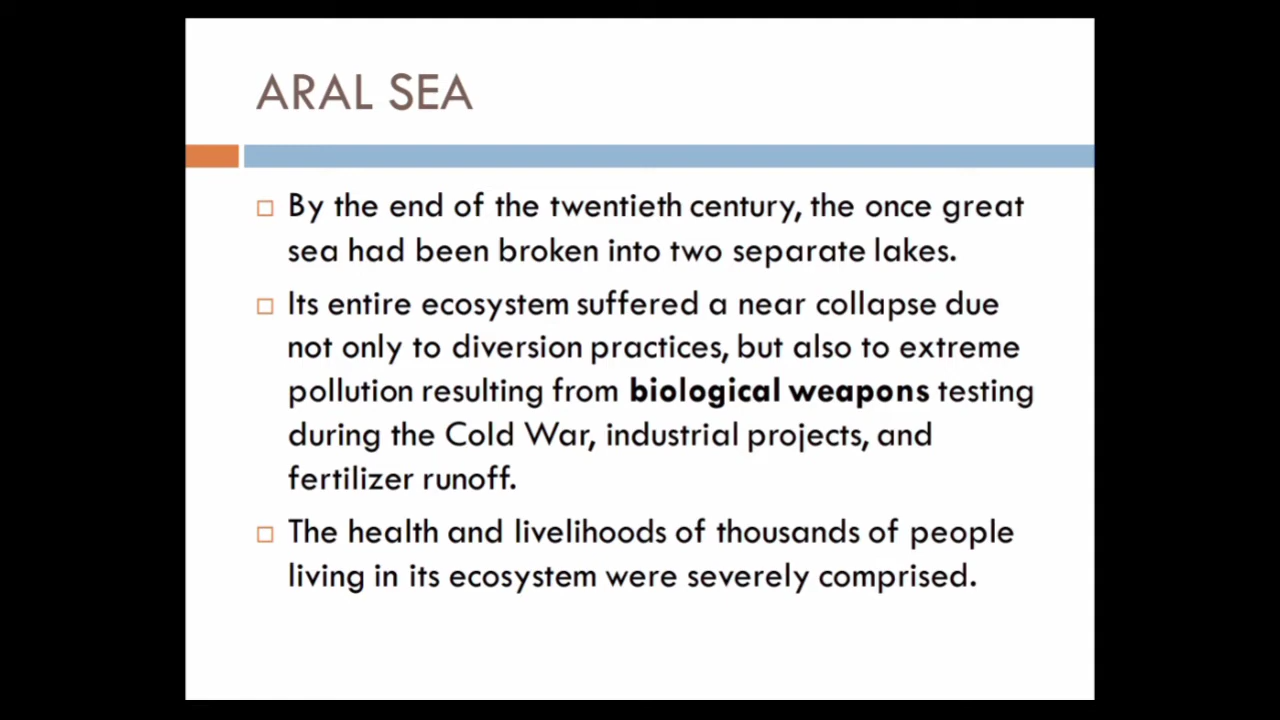 ARAL SEA
By the end of the twentieth century, the once great
sea had been broken into two separate lakes.
Its entire ecosystem suffered a near collapse due
not only to diversion practices, but also to extreme
pollution resulting from biological weapons testing
during the Cold War, industrial projects, and
fertilizer runoff.
The health and livelihoods of thousands of people
living in its ecosystem were severely comprised.